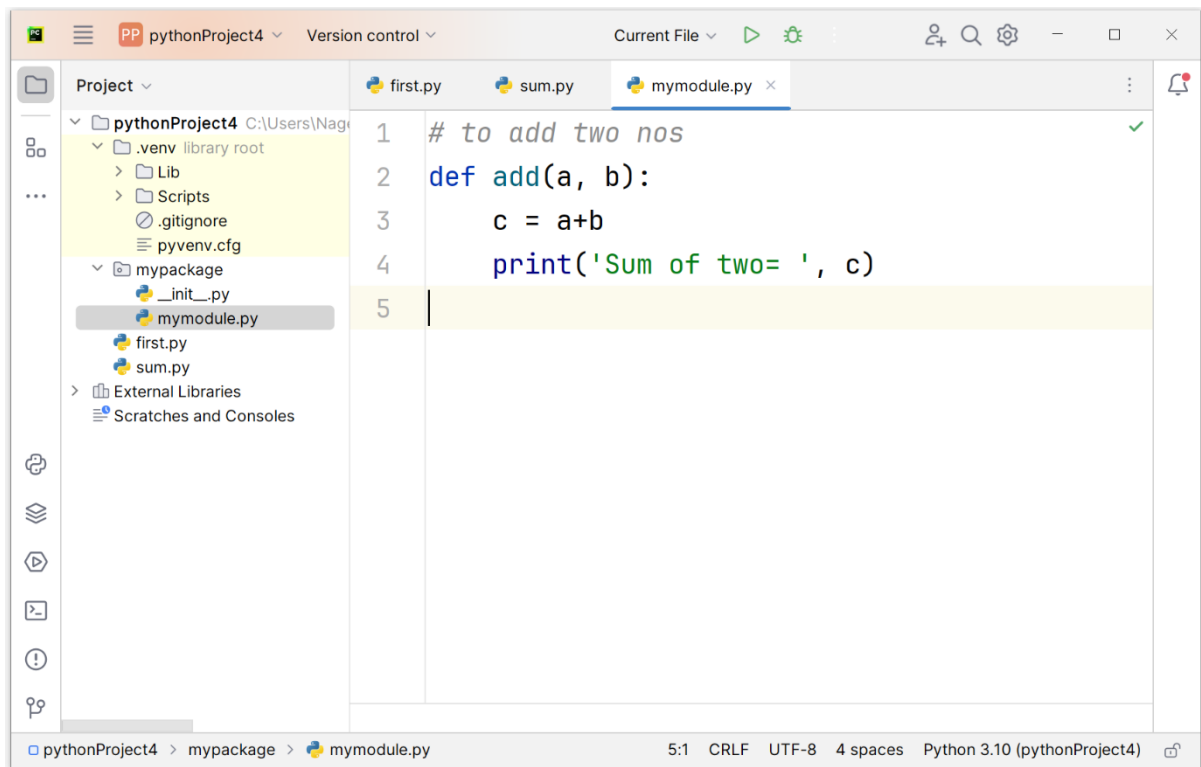 PC PP pythonProject4 Version control Current File
Project
first.py sum.py mymodule.py
pythonProject4 C:\Users\Nage
.venv library root
Lib
Scripts
.gitignore
pyvenv.cfg
mypackage
__init__.py
mymodule.py
first.py
sum.py
External Libraries
Scratches and Consoles
1 # to add two nos
2 def add(a, b):
3 c = a+b
4 print('Sum of two= ', c)
5
pythonProject4 > mypackage > mymodule.py 5:1 CRLF UTF-8 4 spaces Python 3.10 (pythonProject4)